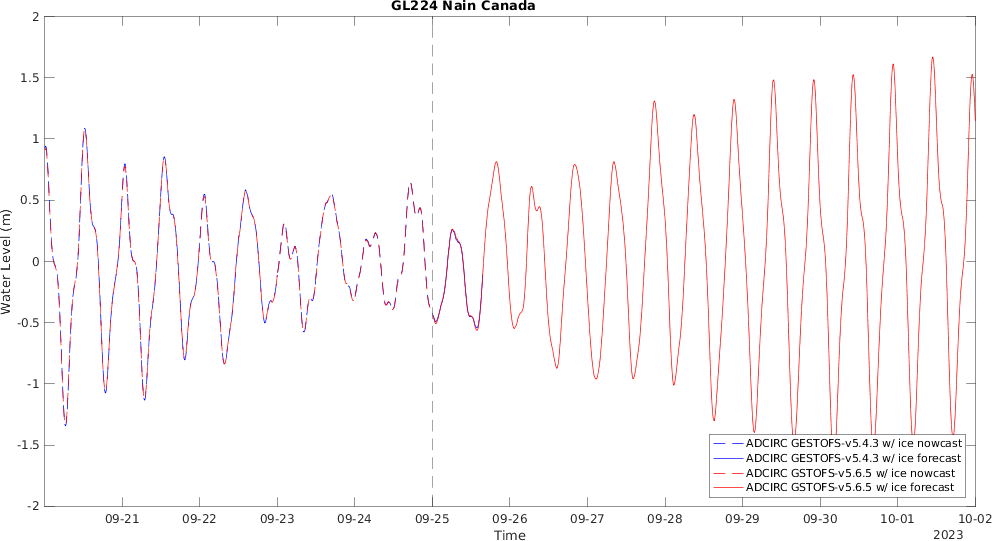 GL224 Nain Canada
2
1.5
1
0.5
0
-0.5
-1
-1.5
-2
Water Level (m)
ADCIRC GESTOFS-v5.4.3 w/ ice nowcast
ADCIRC GESTOFS-v5.4.3 w/ ice forecast
ADCIRC GSTOFS-v5.6.5 w/ ice nowcast
ADCIRC GSTOFS-v5.6.5 w/ ice forecast
09-21 09-22 09-23 09-24 09-25 09-26 09-27 09-28 09-29 09-30 10-01 10-02
Time
2023